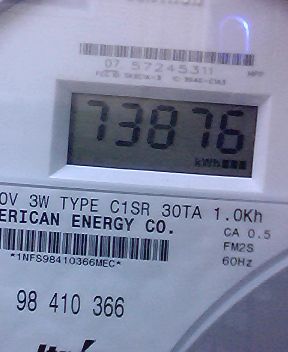 07 57245311
73876
kWh
0V 3W TYPE C1SR 30TA 1.0Kh
ERICAN ENERGY CO.
CA 0.5
FM2S
*1NFS98410366MEC*
60Hz
98 410 366